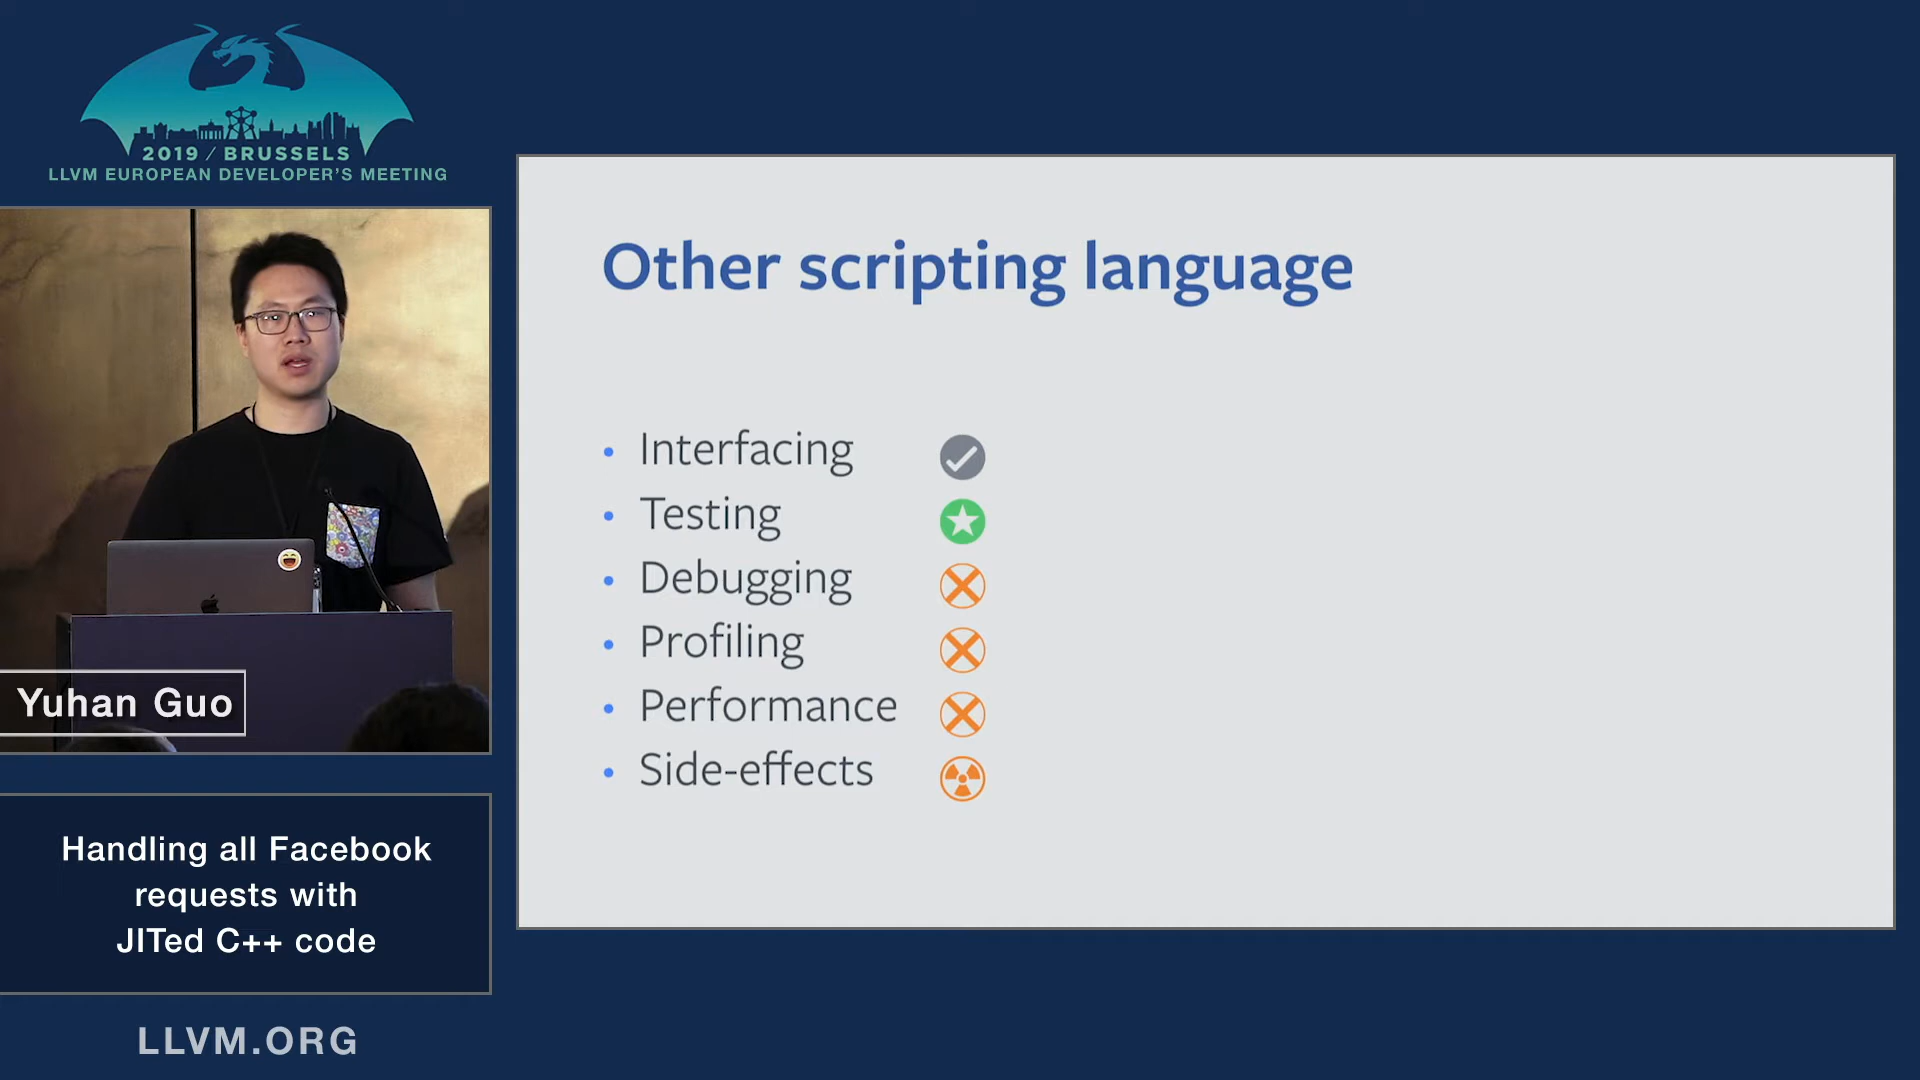 2019 / BRUSSELS
LLVM EUROPEAN DEVELOPER'S MEETING
Yuhan Guo
Handling all Facebook
requests with
JITed C++ code
LLVM.ORG
Other scripting language
• Interfacing
• Testing
• Debugging
• Profiling
• Performance
• Side-effects